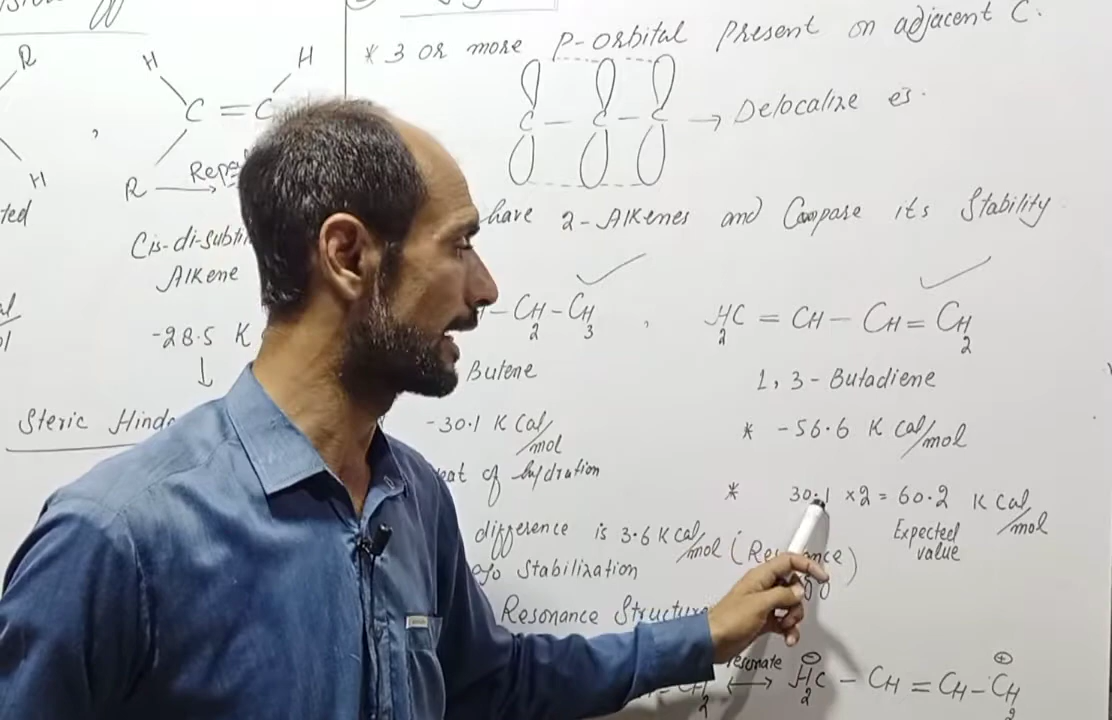 R
H H
C = C
, H
R → 
Cis-di-substi
Alkene
-28.5 K
↓
Steric Hind
* 3 or more P-orbital Present on adjacent C.
C – C – C → Delocalize es.
have 2-Alkenes and Compare its Stability
– CH2 – CH3 , H2C = CH – CH = CH2
Butene 1, 3 - Butadiene
-30.1 K Cal/mol * -56.6 K Cal/mol
of hydration * 30.1 × 2 = 60.2 K Cal/mol
Expected value
difference is 3.6 K Cal/mol
Stabilization
Resonance Structure
CH2 resonate ⟷ H2C⊖ – CH = CH – CH2⊕